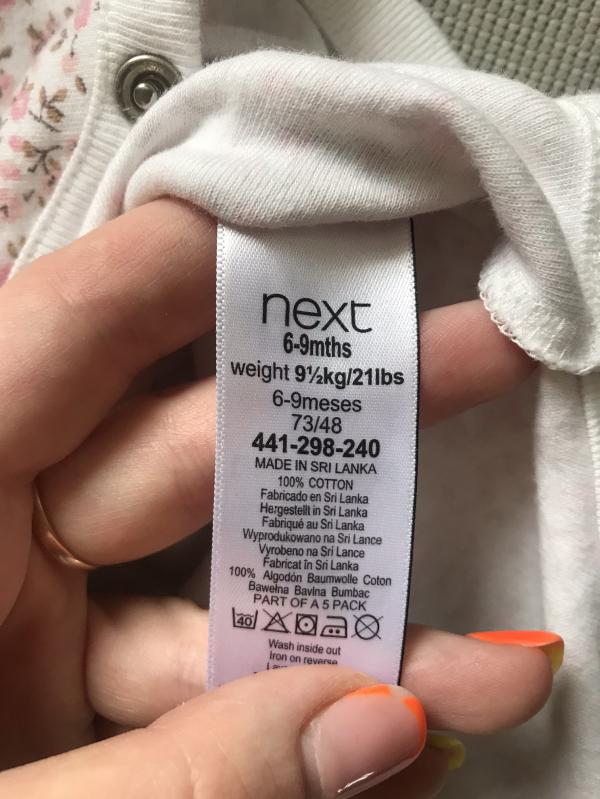 next
6-9mths
weight 9½kg/21lbs
6-9meses
73/48
441-298-240
MADE IN SRI LANKA
100% COTTON
Fabricado en Sri Lanka
Hergestellt in Sri Lanka
Fabriqué au Sri Lanka
Wyprodukowano na Sri Lance
Vyrobeno na Srí Lance
Fabricat în Sri Lanka
100% Algodón Baumwolle Coton
Bawełna Bavlna Bumbac
PART OF A 5 PACK
40
Wash inside out
Iron on reverse